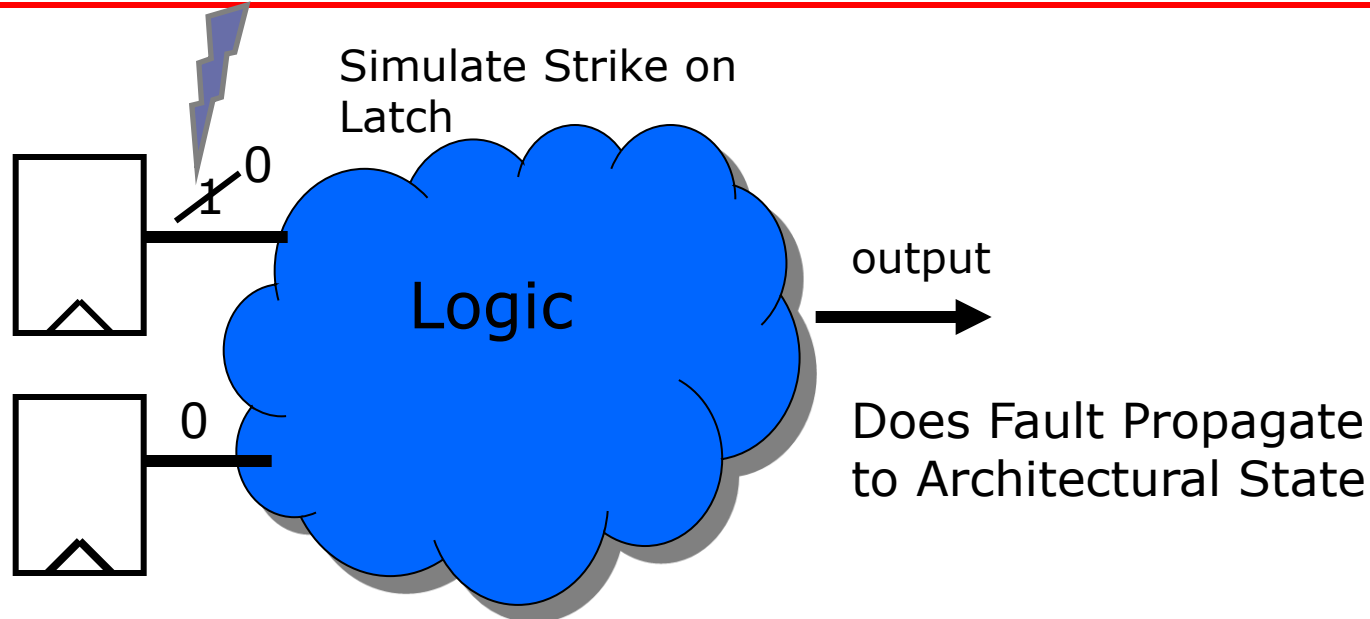 Simulate Strike on
Latch
0
1
Logic
output
0
Does Fault Propagate
to Architectural State